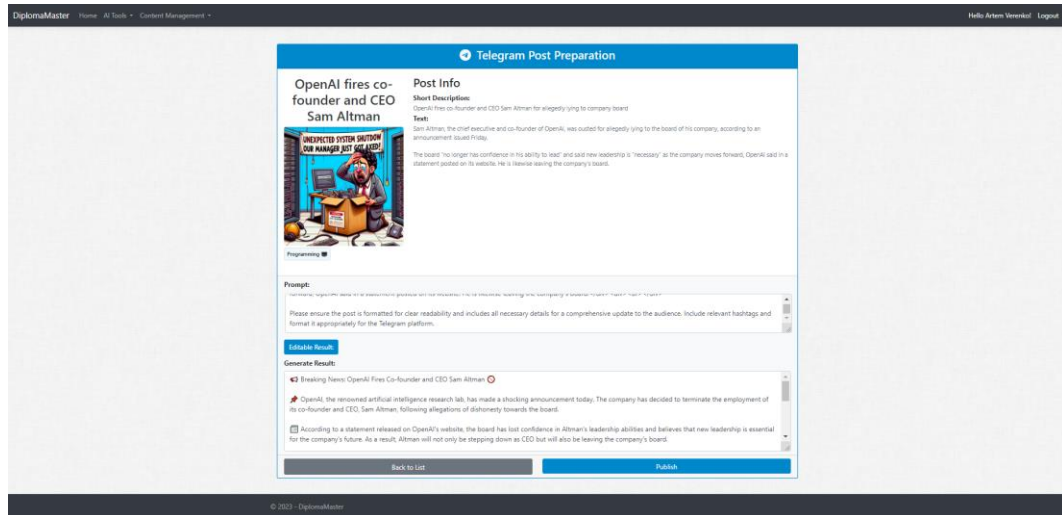 DiplomaMaster Home AI Tools Content Management Hello Artem Verenko! Logout
Telegram Post Preparation
OpenAI fires co-
founder and CEO
Sam Altman
UNEXPECTED SYSTEM SHUTDOW
OUR MANAGER JUST GOT AXED!
Programming
Post Info
Short Description:
OpenAI fires co-founder and CEO Sam Altman for allegedly lying to company board
Text:
Sam Altman, the chief executive and co-founder of OpenAI, was ousted for allegedly lying to the board of his company, according to an
announcement issued Friday.
The board "no longer has confidence in his ability to lead" and said new leadership is "necessary" as the company moves forward, OpenAI said in a
statement posted on its website. He is likewise leaving the company's board.
Prompt:
Please ensure the post is formatted for clear readability and includes all necessary details for a comprehensive update to the audience. Include relevant hashtags and
format it appropriately for the Telegram platform.
Editable Result:
Generate Result:
📢 Breaking News: OpenAI Fires Co-founder and CEO Sam Altman 🚫
📌 OpenAI, the renowned artificial intelligence research lab, has made a shocking announcement today. The company has decided to terminate the employment of
its co-founder and CEO, Sam Altman, following allegations of dishonesty towards the board.
According to a statement released on OpenAI's website, the board has lost confidence in Altman's leadership abilities and believes that new leadership is essential
for the company's future. As a result, Altman will not only be stepping down as CEO but will also be leaving the company's board.
Back to List
Publish
© 2023 - DiplomaMaster